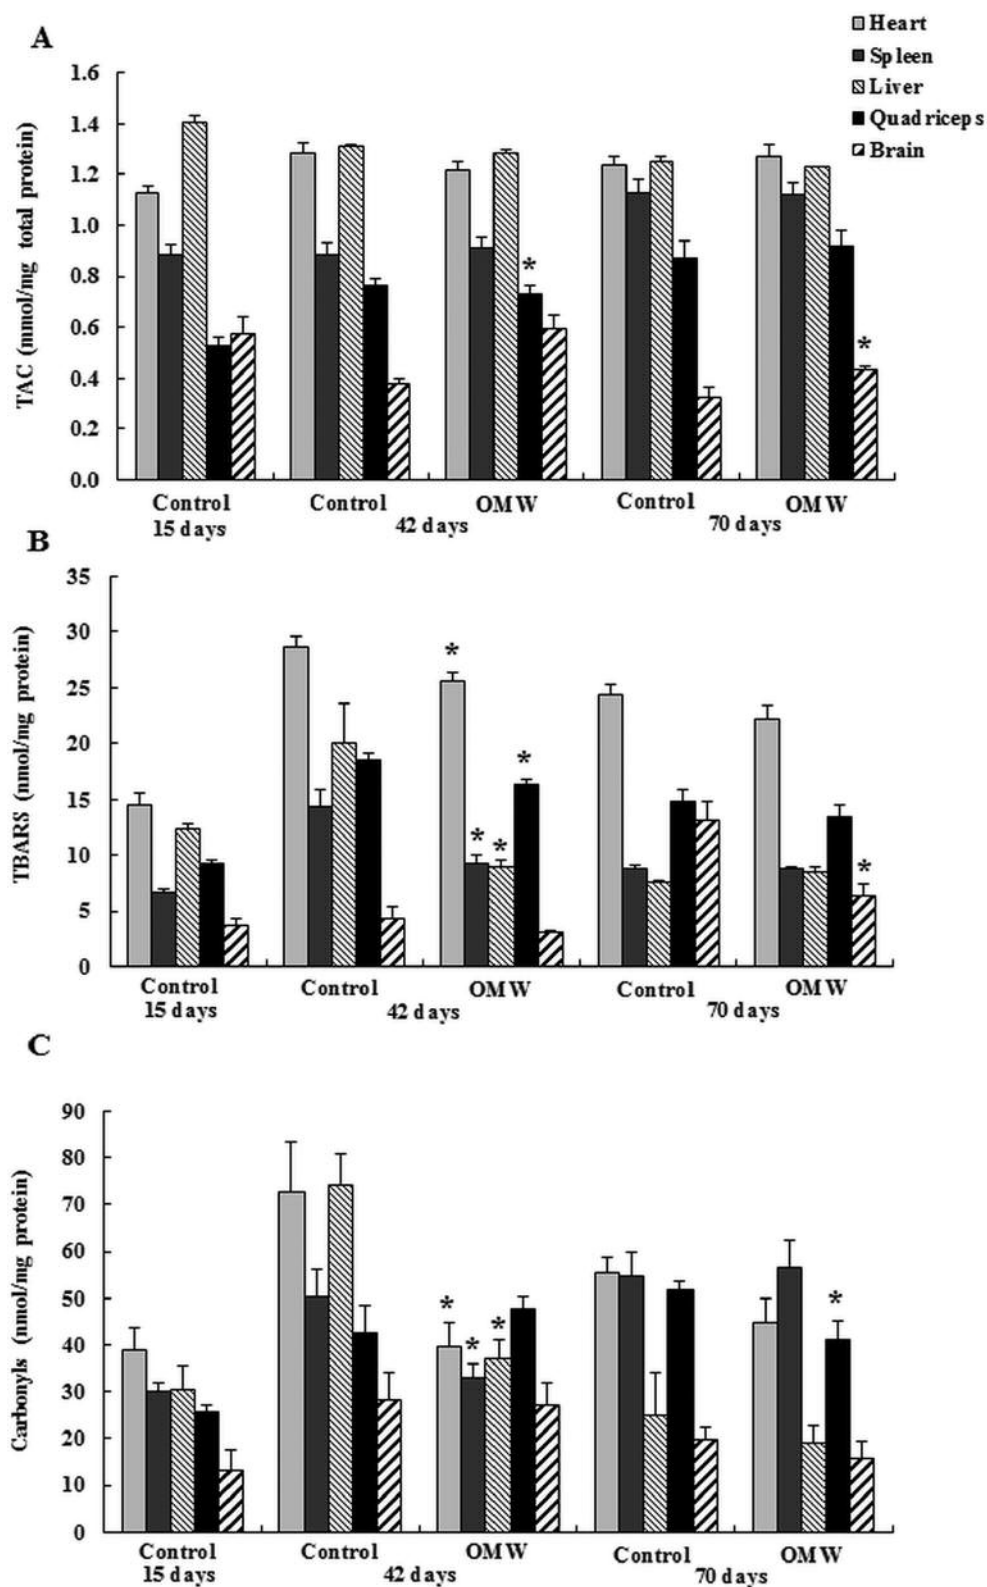 A
Heart
Spleen
Liver
Quadriceps
Brain
TAC (mmol/mg total protein)
1.6
1.4
1.2
1.0
0.8
0.6
0.4
0.2
0.0
*
*
Control Control OMW Control OMW
15 days 42 days 70 days
B
TBARS (nmol/mg protein)
35
30
25
20
15
10
5
0
*
*
* *
*
Control Control OMW Control OMW
15 days 42 days 70 days
C
Carbonyls (nmol/mg protein)
90
80
70
60
50
40
30
20
10
0
* *
* *
Control Control OMW Control OMW
15 days 42 days 70 days